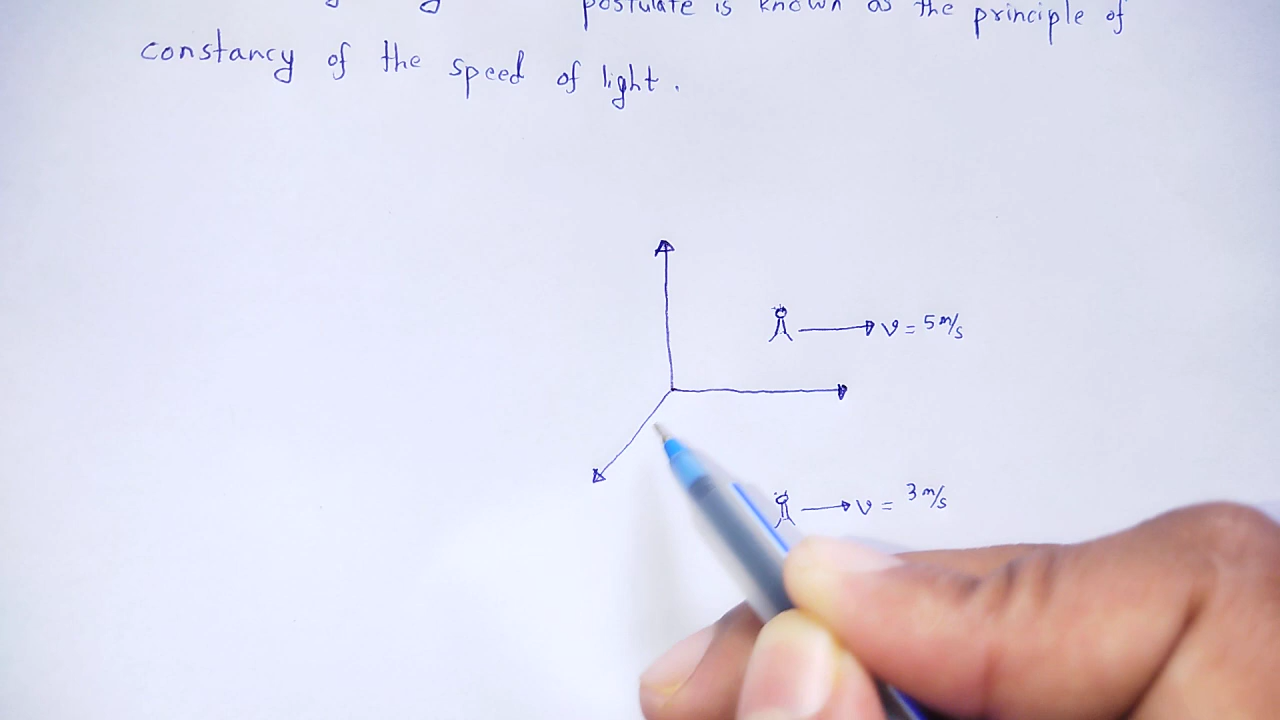 postulate is known as the principle of
constancy of the speed of light.
v = 5 m/s
v = 3 m/s